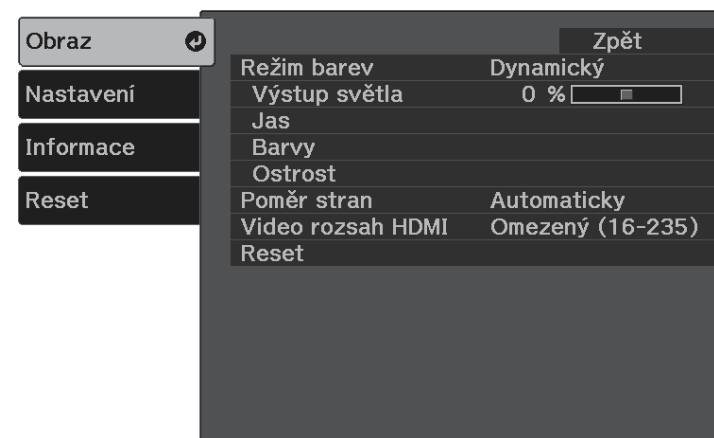 Obraz
Nastavení
Informace
Reset
Zpět
Režim barev Dynamický
Výstup světla 0 %
Jas
Barvy
Ostrost
Poměr stran Automaticky
Video rozsah HDMI Omezený (16-235)
Reset